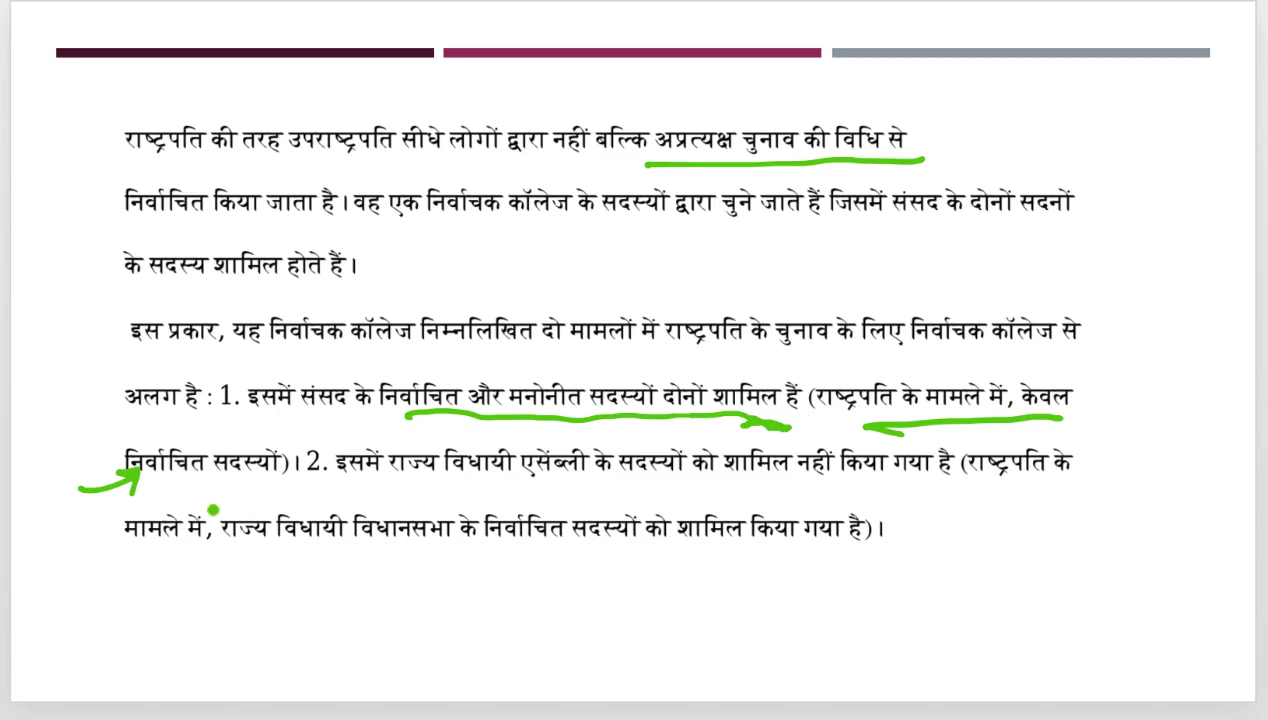 राष्ट्रपति की तरह उपराष्ट्रपति सीधे लोगों द्वारा नहीं बल्कि अप्रत्यक्ष चुनाव की विधि से
निर्वाचित किया जाता है। वह एक निर्वाचक कॉलेज के सदस्यों द्वारा चुने जाते हैं जिसमें संसद के दोनों सदनों
के सदस्य शामिल होते हैं।
इस प्रकार, यह निर्वाचक कॉलेज निम्नलिखित दो मामलों में राष्ट्रपति के चुनाव के लिए निर्वाचक कॉलेज से
अलग है : 1. इसमें संसद के निर्वाचित और मनोनीत सदस्यों दोनों शामिल हैं (राष्ट्रपति के मामले में, केवल
निर्वाचित सदस्यों)। 2. इसमें राज्य विधायी एसेंब्ली के सदस्यों को शामिल नहीं किया गया है (राष्ट्रपति के
मामले में, राज्य विधायी विधानसभा के निर्वाचित सदस्यों को शामिल किया गया है)।